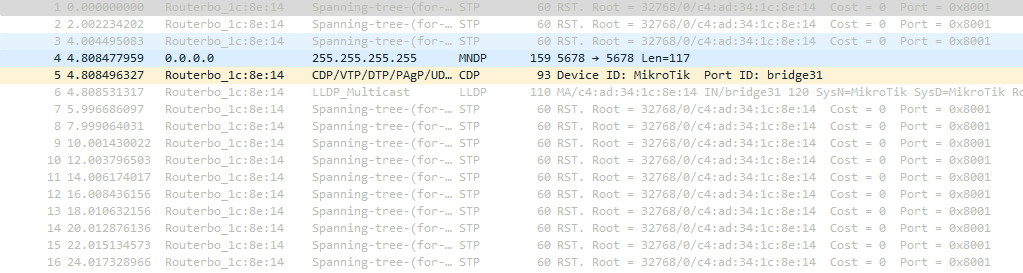 1 0.000000000 Routerbo_1c:8e:14 Spanning-tree-(for-… STP 60 RST. Root = 32768/0/c4:ad:34:1c:8e:14 Cost = 0 Port = 0x8001
2 2.002234202 Routerbo_1c:8e:14 Spanning-tree-(for-… STP 60 RST. Root = 32768/0/c4:ad:34:1c:8e:14 Cost = 0 Port = 0x8001
3 4.004495083 Routerbo_1c:8e:14 Spanning-tree-(for-… STP 60 RST. Root = 32768/0/c4:ad:34:1c:8e:14 Cost = 0 Port = 0x8001
4 4.808477959 0.0.0.0 255.255.255.255 MNDP 159 5678 → 5678 Len=117
5 4.808496327 Routerbo_1c:8e:14 CDP/VTP/DTP/PAgP/UD… CDP 93 Device ID: MikroTik Port ID: bridge31
6 4.808531317 Routerbo_1c:8e:14 LLDP_Multicast LLDP 110 MA/c4:ad:34:1c:8e:14 IN/bridge31 120 SysN=MikroTik SysD=MikroTik Ro
7 5.996686097 Routerbo_1c:8e:14 Spanning-tree-(for-… STP 60 RST. Root = 32768/0/c4:ad:34:1c:8e:14 Cost = 0 Port = 0x8001
8 7.999064031 Routerbo_1c:8e:14 Spanning-tree-(for-… STP 60 RST. Root = 32768/0/c4:ad:34:1c:8e:14 Cost = 0 Port = 0x8001
9 10.001430022 Routerbo_1c:8e:14 Spanning-tree-(for-… STP 60 RST. Root = 32768/0/c4:ad:34:1c:8e:14 Cost = 0 Port = 0x8001
10 12.003796503 Routerbo_1c:8e:14 Spanning-tree-(for-… STP 60 RST. Root = 32768/0/c4:ad:34:1c:8e:14 Cost = 0 Port = 0x8001
11 14.006174017 Routerbo_1c:8e:14 Spanning-tree-(for-… STP 60 RST. Root = 32768/0/c4:ad:34:1c:8e:14 Cost = 0 Port = 0x8001
12 16.008436156 Routerbo_1c:8e:14 Spanning-tree-(for-… STP 60 RST. Root = 32768/0/c4:ad:34:1c:8e:14 Cost = 0 Port = 0x8001
13 18.010632156 Routerbo_1c:8e:14 Spanning-tree-(for-… STP 60 RST. Root = 32768/0/c4:ad:34:1c:8e:14 Cost = 0 Port = 0x8001
14 20.012876136 Routerbo_1c:8e:14 Spanning-tree-(for-… STP 60 RST. Root = 32768/0/c4:ad:34:1c:8e:14 Cost = 0 Port = 0x8001
15 22.015134573 Routerbo_1c:8e:14 Spanning-tree-(for-… STP 60 RST. Root = 32768/0/c4:ad:34:1c:8e:14 Cost = 0 Port = 0x8001
16 24.017328966 Routerbo_1c:8e:14 Spanning-tree-(for-… STP 60 RST. Root = 32768/0/c4:ad:34:1c:8e:14 Cost = 0 Port = 0x8001